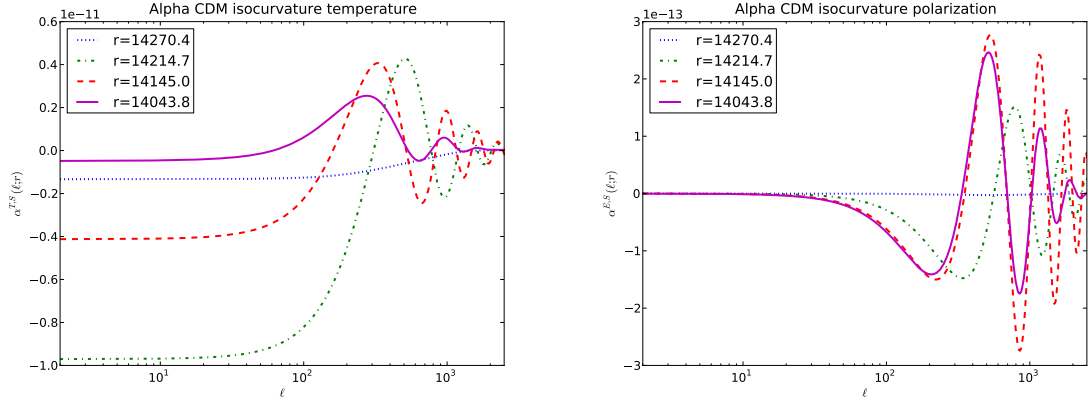 Alpha CDM isocurvature temperature
1e−11
r=14270.4
r=14214.7
r=14145.0
r=14043.8
0.6
0.4
0.2
0.0
−0.2
−0.4
−0.6
−0.8
−1.0
α^{T,S}(ℓ;r)
10^1
10^2
10^3
ℓ
Alpha CDM isocurvature polarization
1e−13
r=14270.4
r=14214.7
r=14145.0
r=14043.8
3
2
1
0
−1
−2
−3
α^{E,S}(ℓ;r)
10^1
10^2
10^3
ℓ